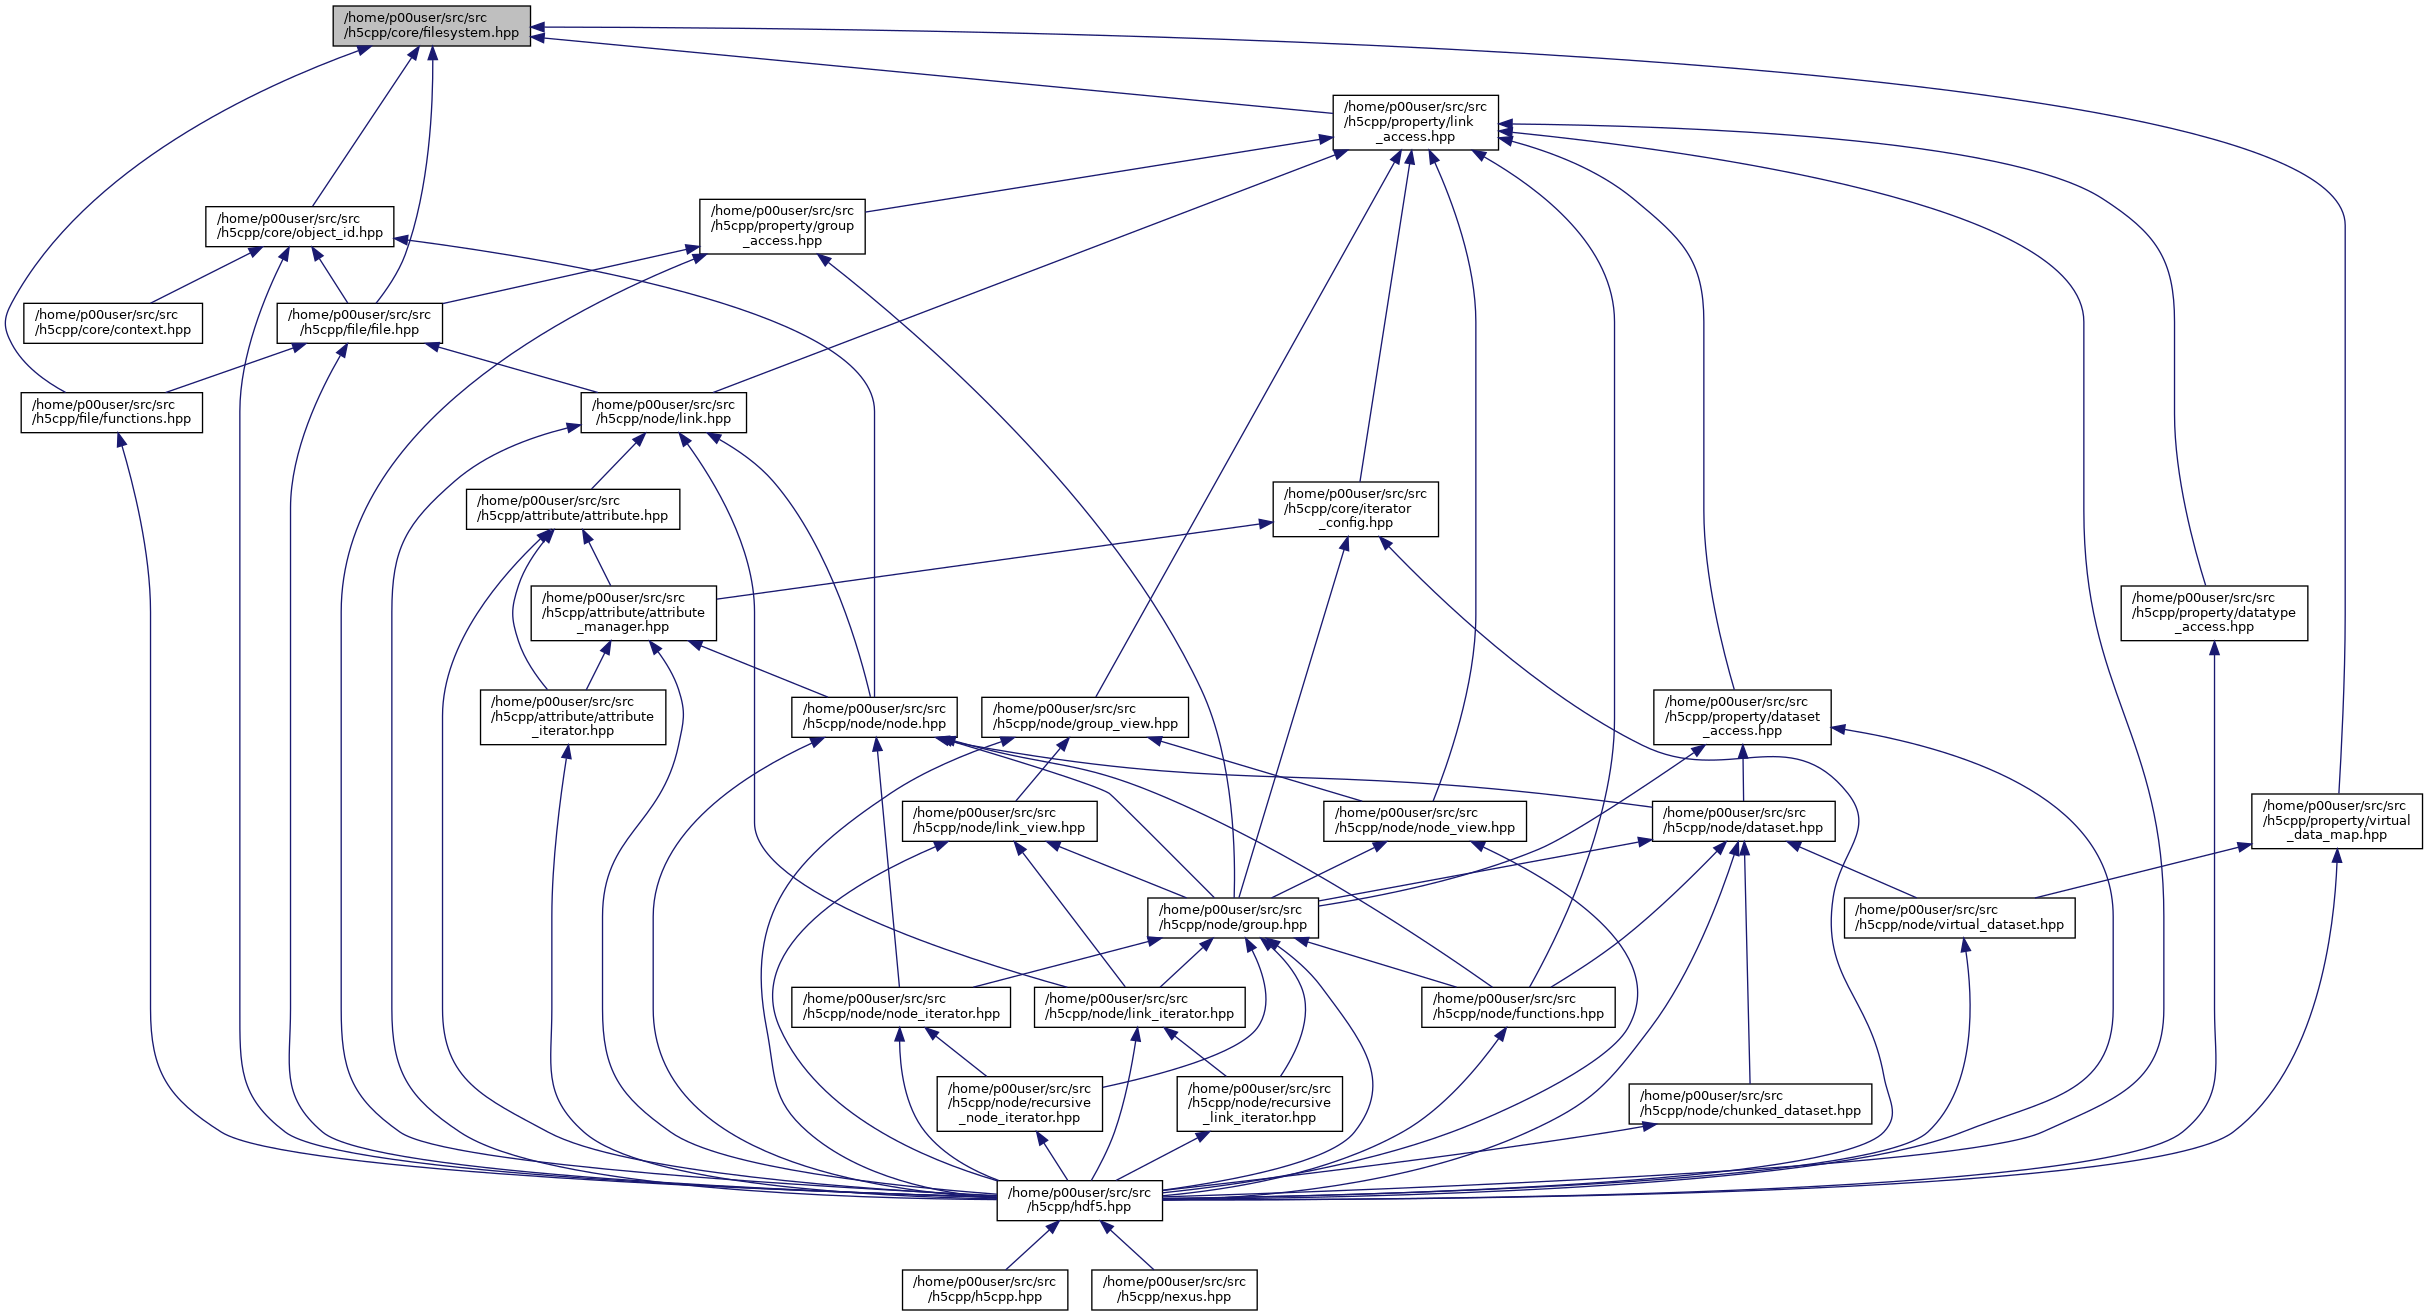 /home/p00user/src/src
/h5cpp/core/filesystem.hpp
/home/p00user/src/src
/h5cpp/property/link
_access.hpp
/home/p00user/src/src
/h5cpp/core/object_id.hpp
/home/p00user/src/src
/h5cpp/property/group
_access.hpp
/home/p00user/src/src
/h5cpp/core/context.hpp
/home/p00user/src/src
/h5cpp/file/file.hpp
/home/p00user/src/src
/h5cpp/file/functions.hpp
/home/p00user/src/src
/h5cpp/node/link.hpp
/home/p00user/src/src
/h5cpp/attribute/attribute.hpp
/home/p00user/src/src
/h5cpp/core/iterator
_config.hpp
/home/p00user/src/src
/h5cpp/attribute/attribute
_manager.hpp
/home/p00user/src/src
/h5cpp/property/datatype
_access.hpp
/home/p00user/src/src
/h5cpp/attribute/attribute
_iterator.hpp
/home/p00user/src/src
/h5cpp/node/node.hpp
/home/p00user/src/src
/h5cpp/node/group_view.hpp
/home/p00user/src/src
/h5cpp/property/dataset
_access.hpp
/home/p00user/src/src
/h5cpp/node/link_view.hpp
/home/p00user/src/src
/h5cpp/node/node_view.hpp
/home/p00user/src/src
/h5cpp/node/dataset.hpp
/home/p00user/src/src
/h5cpp/property/virtual
_data_map.hpp
/home/p00user/src/src
/h5cpp/node/group.hpp
/home/p00user/src/src
/h5cpp/node/virtual_dataset.hpp
/home/p00user/src/src
/h5cpp/node/node_iterator.hpp
/home/p00user/src/src
/h5cpp/node/link_iterator.hpp
/home/p00user/src/src
/h5cpp/node/functions.hpp
/home/p00user/src/src
/h5cpp/node/recursive
_node_iterator.hpp
/home/p00user/src/src
/h5cpp/node/recursive
_link_iterator.hpp
/home/p00user/src/src
/h5cpp/node/chunked_dataset.hpp
/home/p00user/src/src
/h5cpp/hdf5.hpp
/home/p00user/src/src
/h5cpp/h5cpp.hpp
/home/p00user/src/src
/h5cpp/nexus.hpp